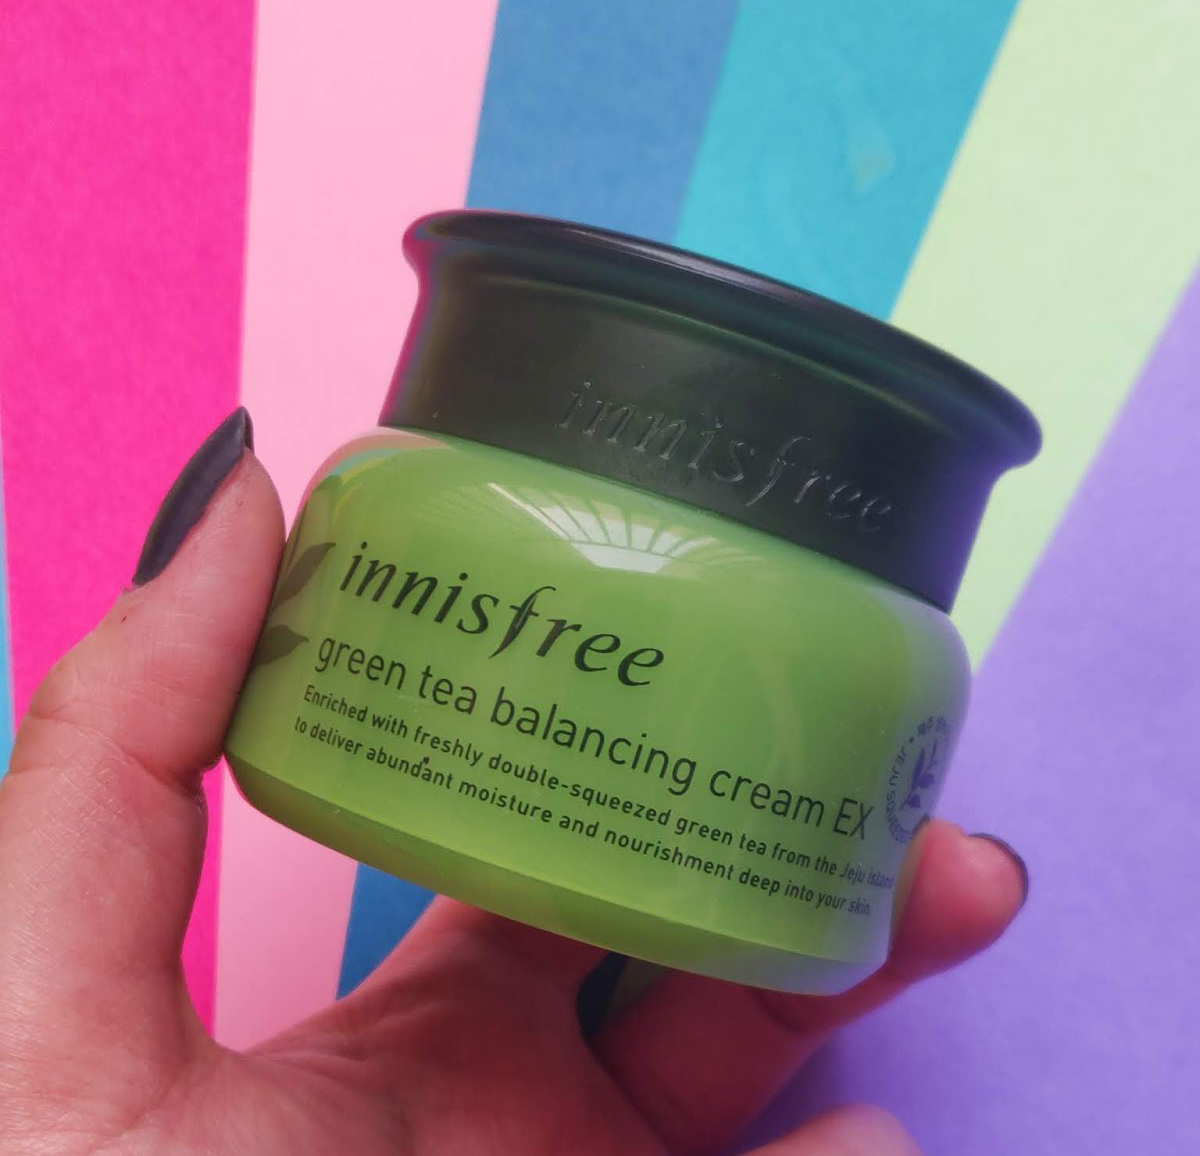 innisfree
innisfree
green tea balancing cream EX
Enriched with freshly double-squeezed green tea from the Jeju island
to deliver abundant moisture and nourishment deep into your skin.
JEJU